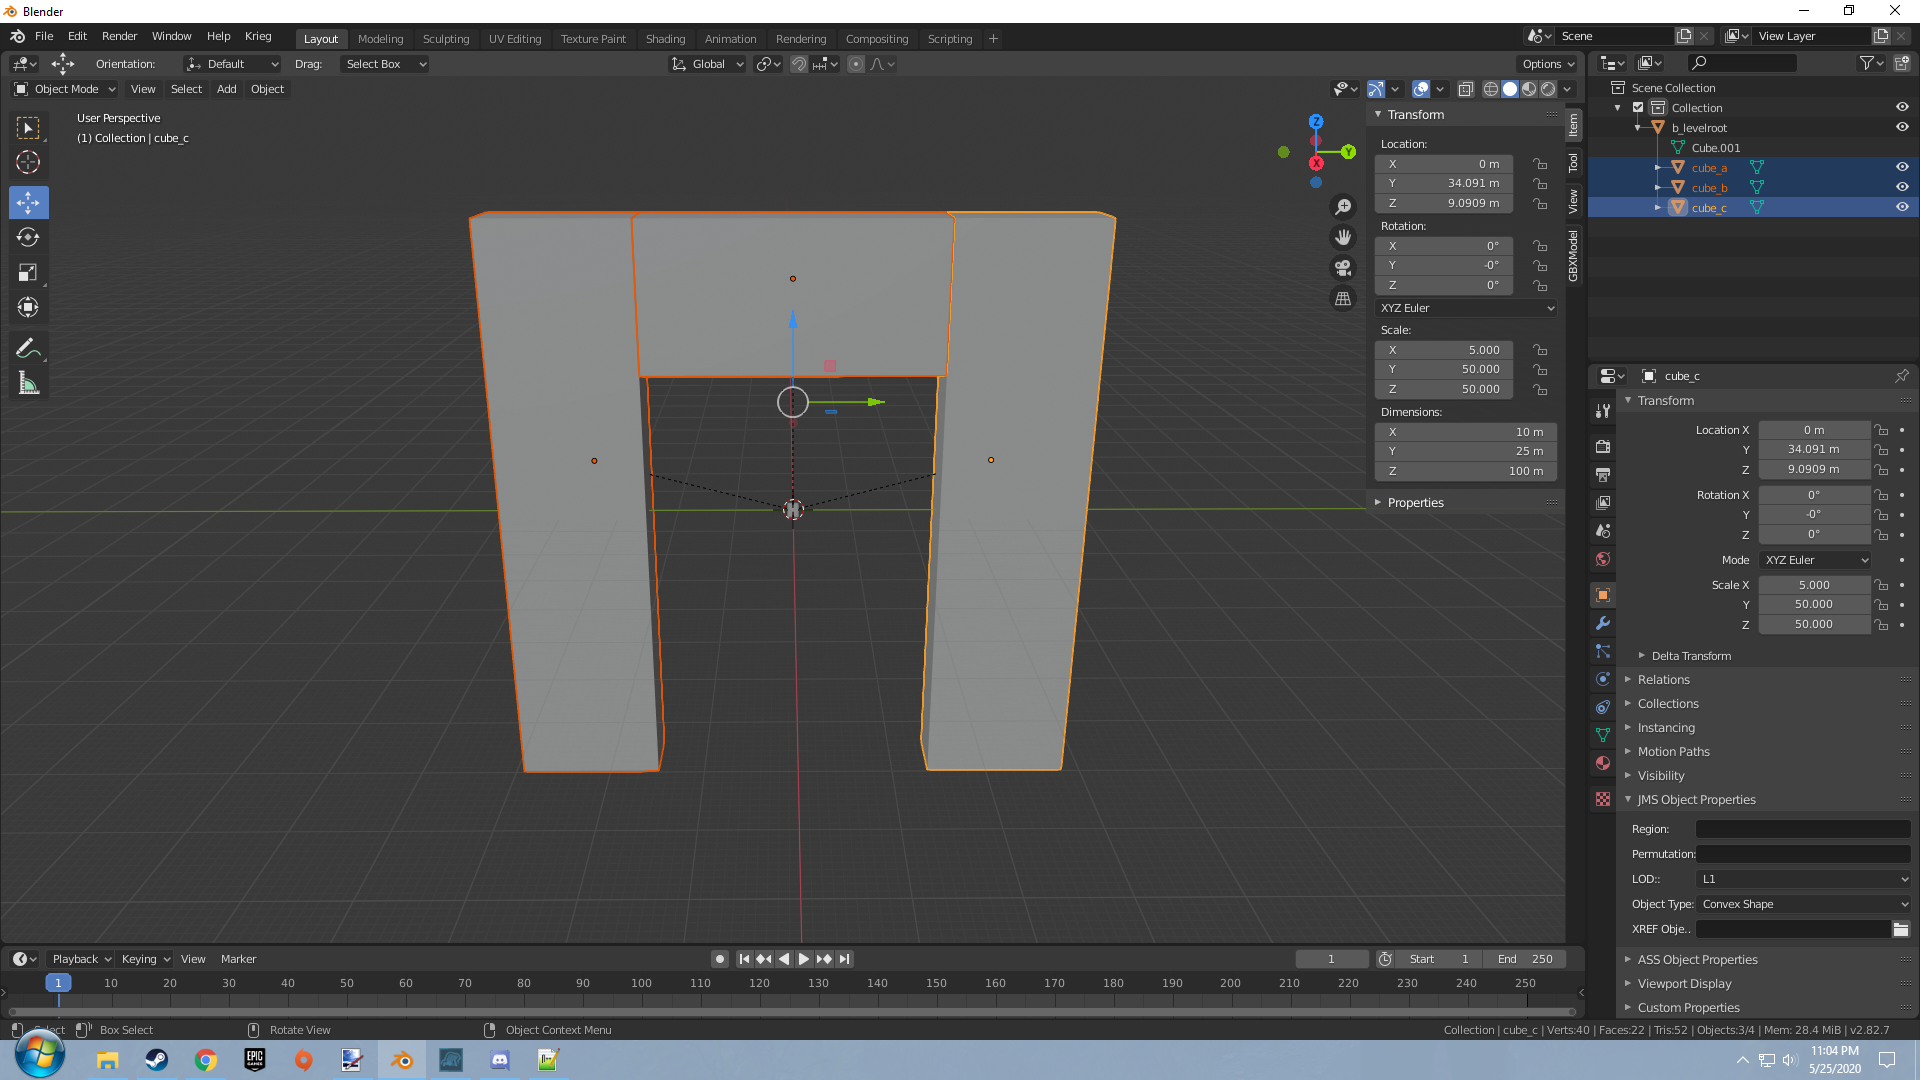 Blender
File Edit Render Window Help Krieg Layout Modeling Sculpting UV Editing Texture Paint Shading Animation Rendering Compositing Scripting + Scene View Layer
Orientation: Default Drag: Select Box Global Options
Object Mode View Select Add Object
User Perspective
(1) Collection | cube_c
Z
Y
X
Transform
Location:
X 0 m
Y 34.091 m
Z 9.0909 m
Rotation:
X 0°
Y -0°
Z 0°
XYZ Euler
Scale:
X 5.000
Y 50.000
Z 50.000
Dimensions:
X 10 m
Y 25 m
Z 100 m
Properties
Item
Tool
View
GBXModel
Scene Collection
Collection
b_levelroot
Cube.001
cube_a
cube_b
cube_c
cube_c
Transform
Location X 0 m
Y 34.091 m
Z 9.0909 m
Rotation X 0°
Y -0°
Z 0°
Mode XYZ Euler
Scale X 5.000
Y 50.000
Z 50.000
Delta Transform
Relations
Collections
Instancing
Motion Paths
Visibility
JMS Object Properties
Region:
Permutation:
LOD:: L1
Object Type: Convex Shape
XREF Obje..
ASS Object Properties
Viewport Display
Custom Properties
Playback Keying View Marker 1 Start 1 End 250
1 10 20 30 40 50 60 70 80 90 100 110 120 130 140 150 160 170 180 190 200 210 220 230 240 250
Select Box Select Rotate View Object Context Menu Collection | cube_c | Verts:40 | Faces:22 | Tris:52 | Objects:3/4 | Mem: 28.4 MiB | v2.82.7
EPIC
GAMES
11:04 PM
5/25/2020